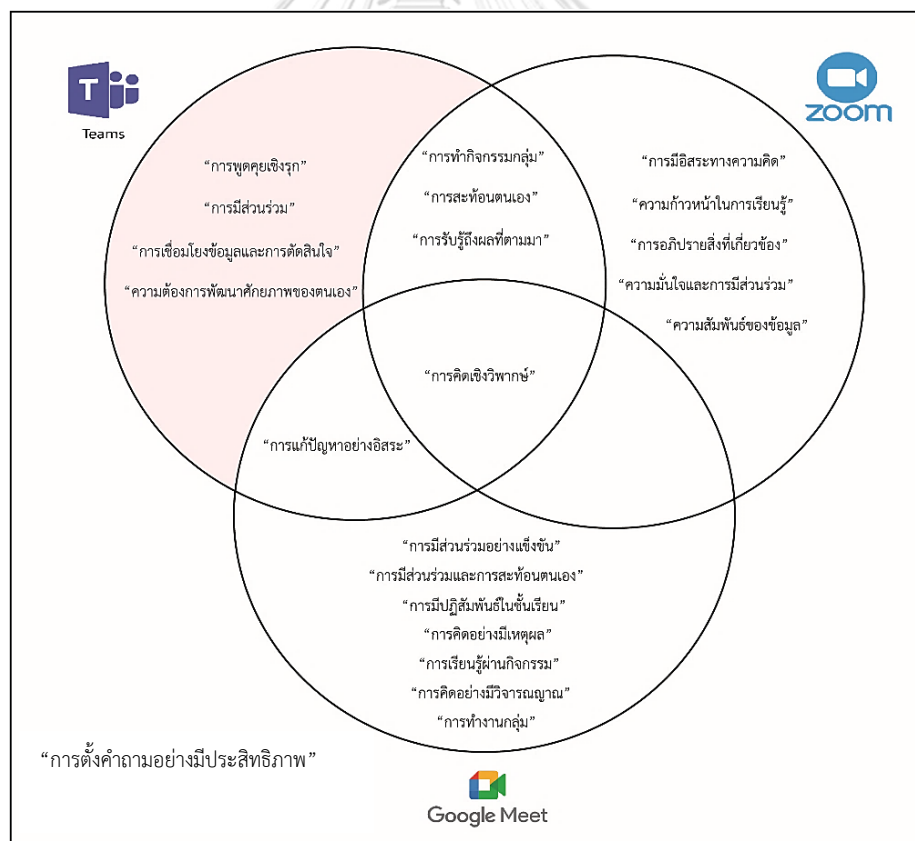 T
Teams
zoom
“การพูดคุยเชิงรุก”
“การมีส่วนร่วม”
“การเชื่อมโยงข้อมูลและการตัดสินใจ”
“ความต้องการพัฒนาศักยภาพของตนเอง”
“การทำกิจกรรมกลุ่ม”
“การสะท้อนตนเอง”
“การรับรู้ถึงผลที่ตามมา”
“การมีอิสระทางความคิด”
“ความก้าวหน้าในการเรียนรู้”
“การอภิปรายสิ่งที่เกี่ยวข้อง”
“ความมั่นใจและการมีส่วนร่วม”
“ความสัมพันธ์ของข้อมูล”
“การคิดเชิงวิพากษ์”
“การแก้ปัญหาอย่างอิสระ”
“การมีส่วนร่วมอย่างแข็งขัน”
“การมีส่วนร่วมและการสะท้อนตนเอง”
“การมีปฏิสัมพันธ์ในชั้นเรียน”
“การคิดอย่างมีเหตุผล”
“การเรียนรู้ผ่านกิจกรรม”
“การคิดอย่างมีวิจารณญาณ”
“การทำงานกลุ่ม”
“การตั้งคำถามอย่างมีประสิทธิภาพ”
Google Meet